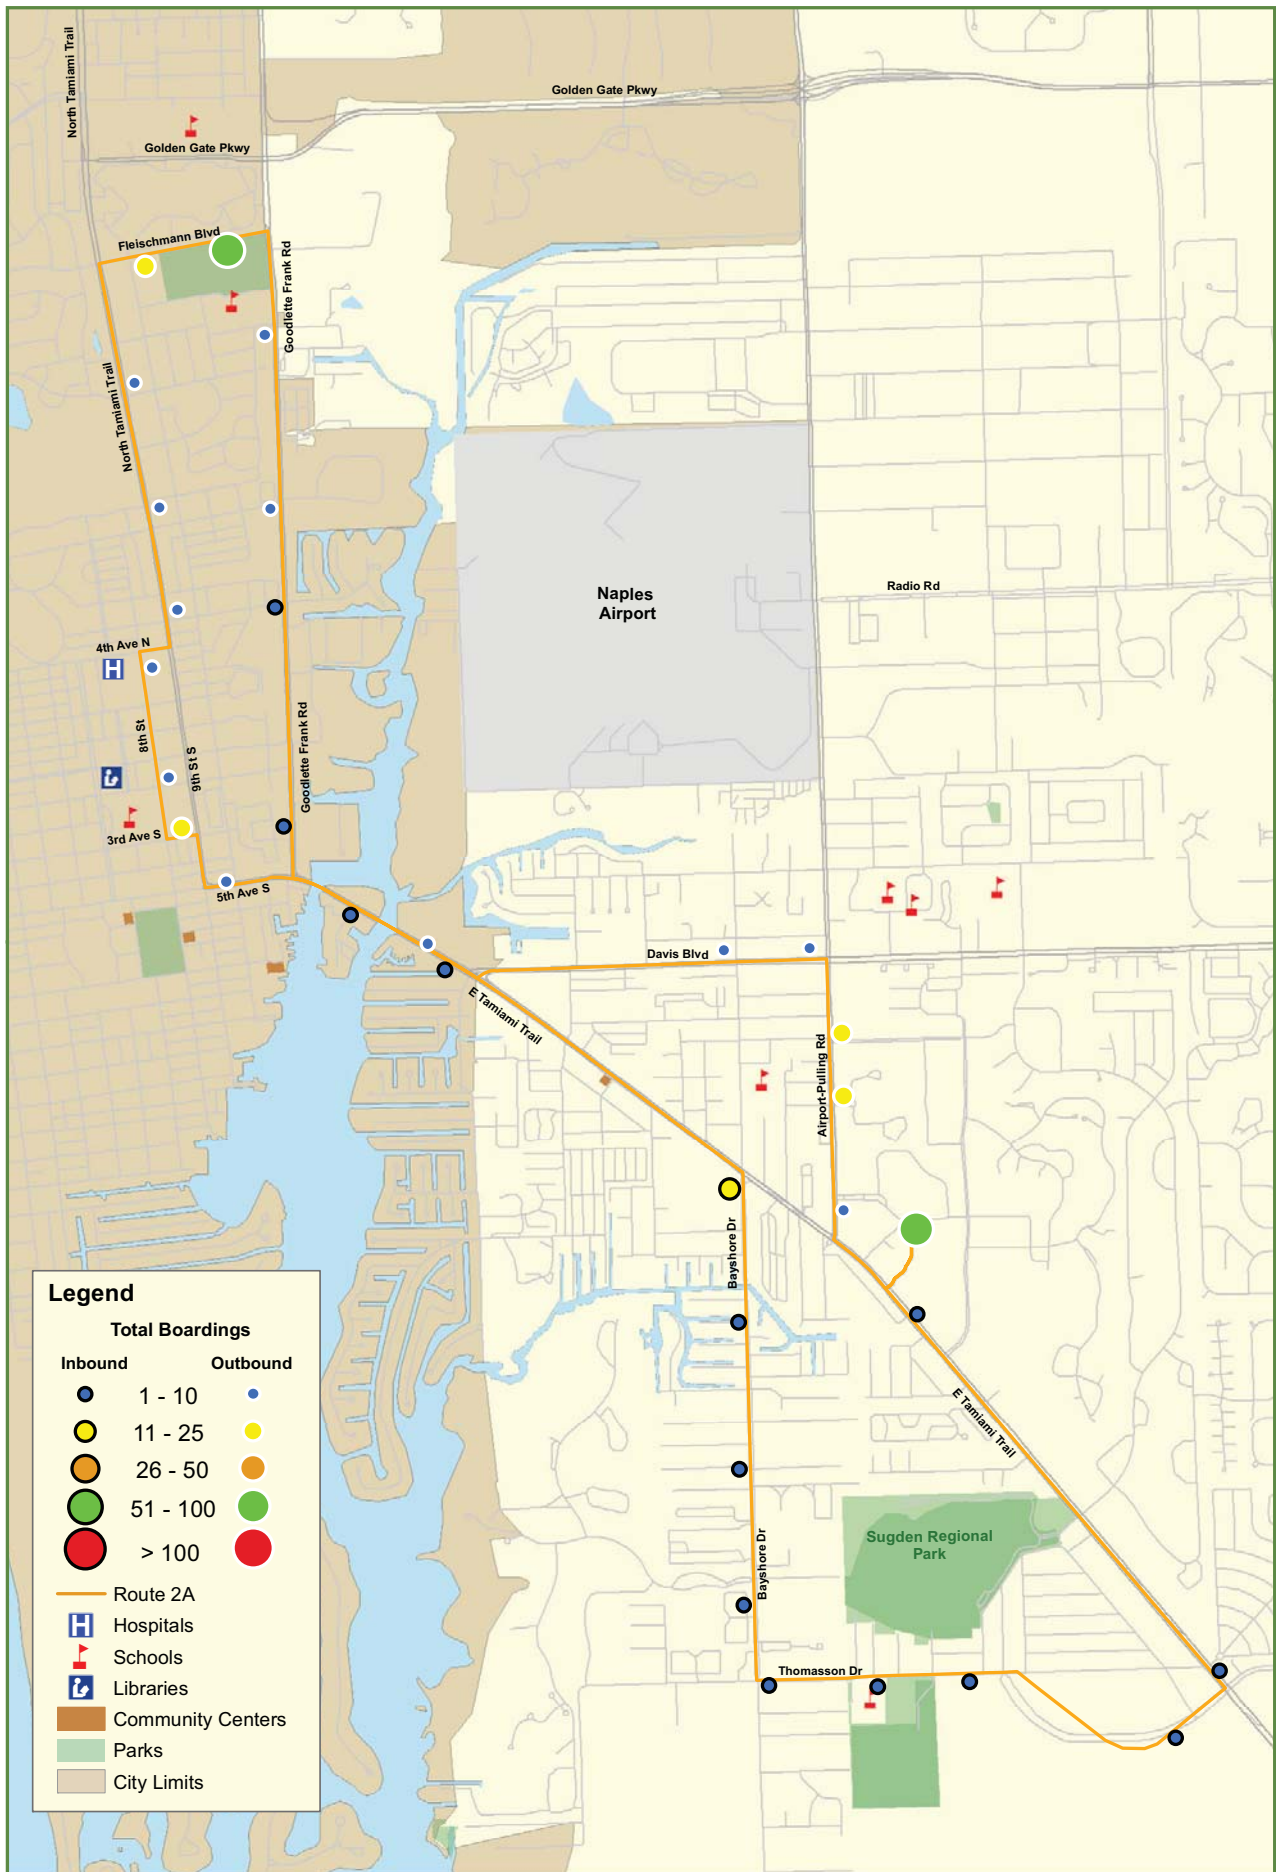 North Tamiami Trail
Golden Gate Pkwy
Golden Gate Pkwy
Fleischmann Blvd
Goodlette Frank Rd
North Tamiami Trail
Radio Rd
Naples
Airport
4th Ave N
H
8th St
9th St S
Goodlette Frank Rd
3rd Ave S
5th Ave S
Davis Blvd
E Tamiami Trail
Airport-Pulling Rd
Bayshore Dr
E Tamiami Trail
Sugden Regional
Park
Bayshore Dr
Thomasson Dr
Legend
Total Boardings
Inbound Outbound
1 - 10
11 - 25
26 - 50
51 - 100
> 100
Route 2A
H Hospitals
Schools
Libraries
Community Centers
Parks
City Limits